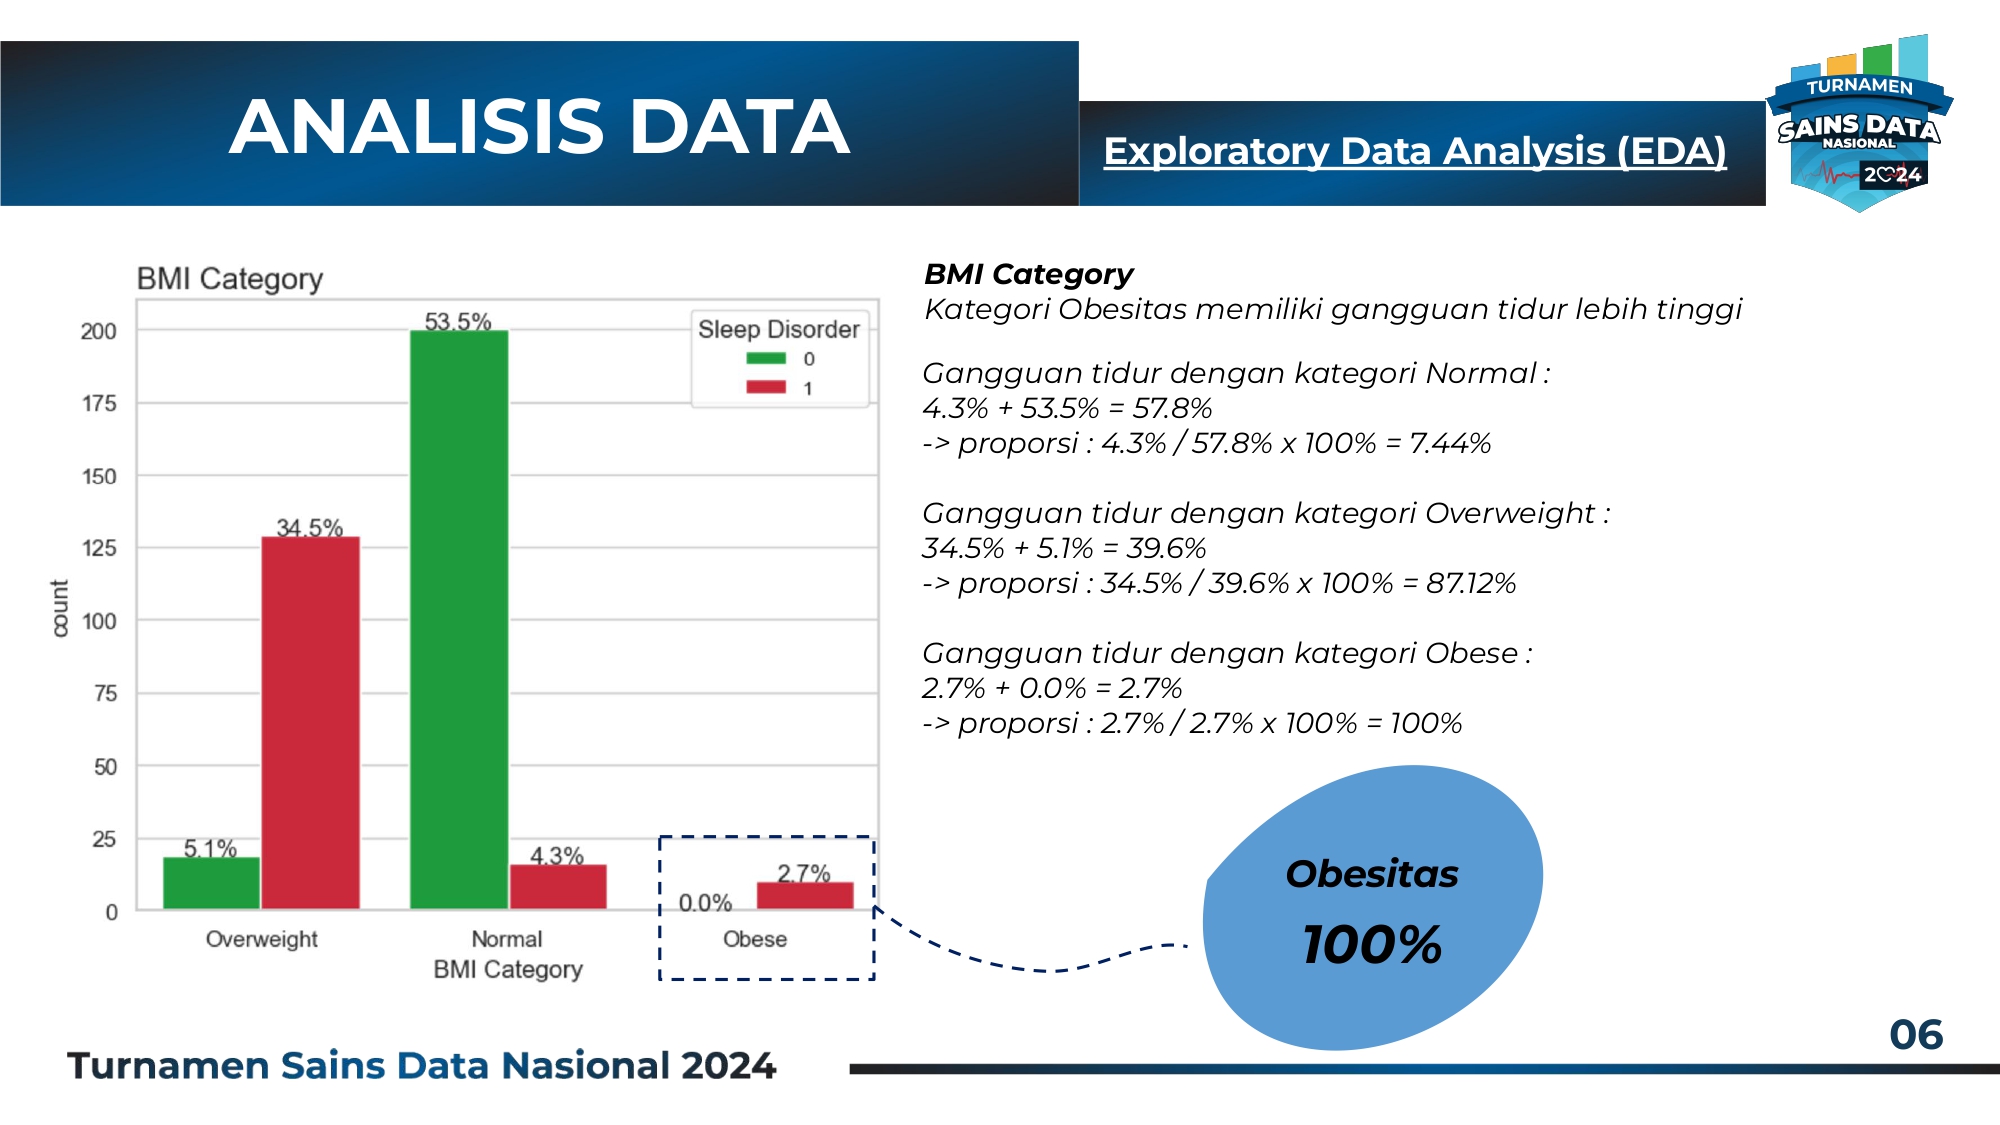 ANALISIS DATA
Exploratory Data Analysis (EDA)
TURNAMEN
SAINS DATA
NASIONAL
2024
BMI Category
53.5%
Sleep Disorder
0
1
200
175
150
34.5%
125
count
100
75
50
25
5.1%
4.3%
2.7%
0.0%
0
Overweight
Normal
Obese
BMI Category
BMI Category
Kategori Obesitas memiliki gangguan tidur lebih tinggi
Gangguan tidur dengan kategori Normal :
4.3% + 53.5% = 57.8%
-> proporsi : 4.3% / 57.8% x 100% = 7.44%
Gangguan tidur dengan kategori Overweight :
34.5% + 5.1% = 39.6%
-> proporsi : 34.5% / 39.6% x 100% = 87.12%
Gangguan tidur dengan kategori Obese :
2.7% + 0.0% = 2.7%
-> proporsi : 2.7% / 2.7% x 100% = 100%
Obesitas
100%
06
Turnamen Sains Data Nasional 2024